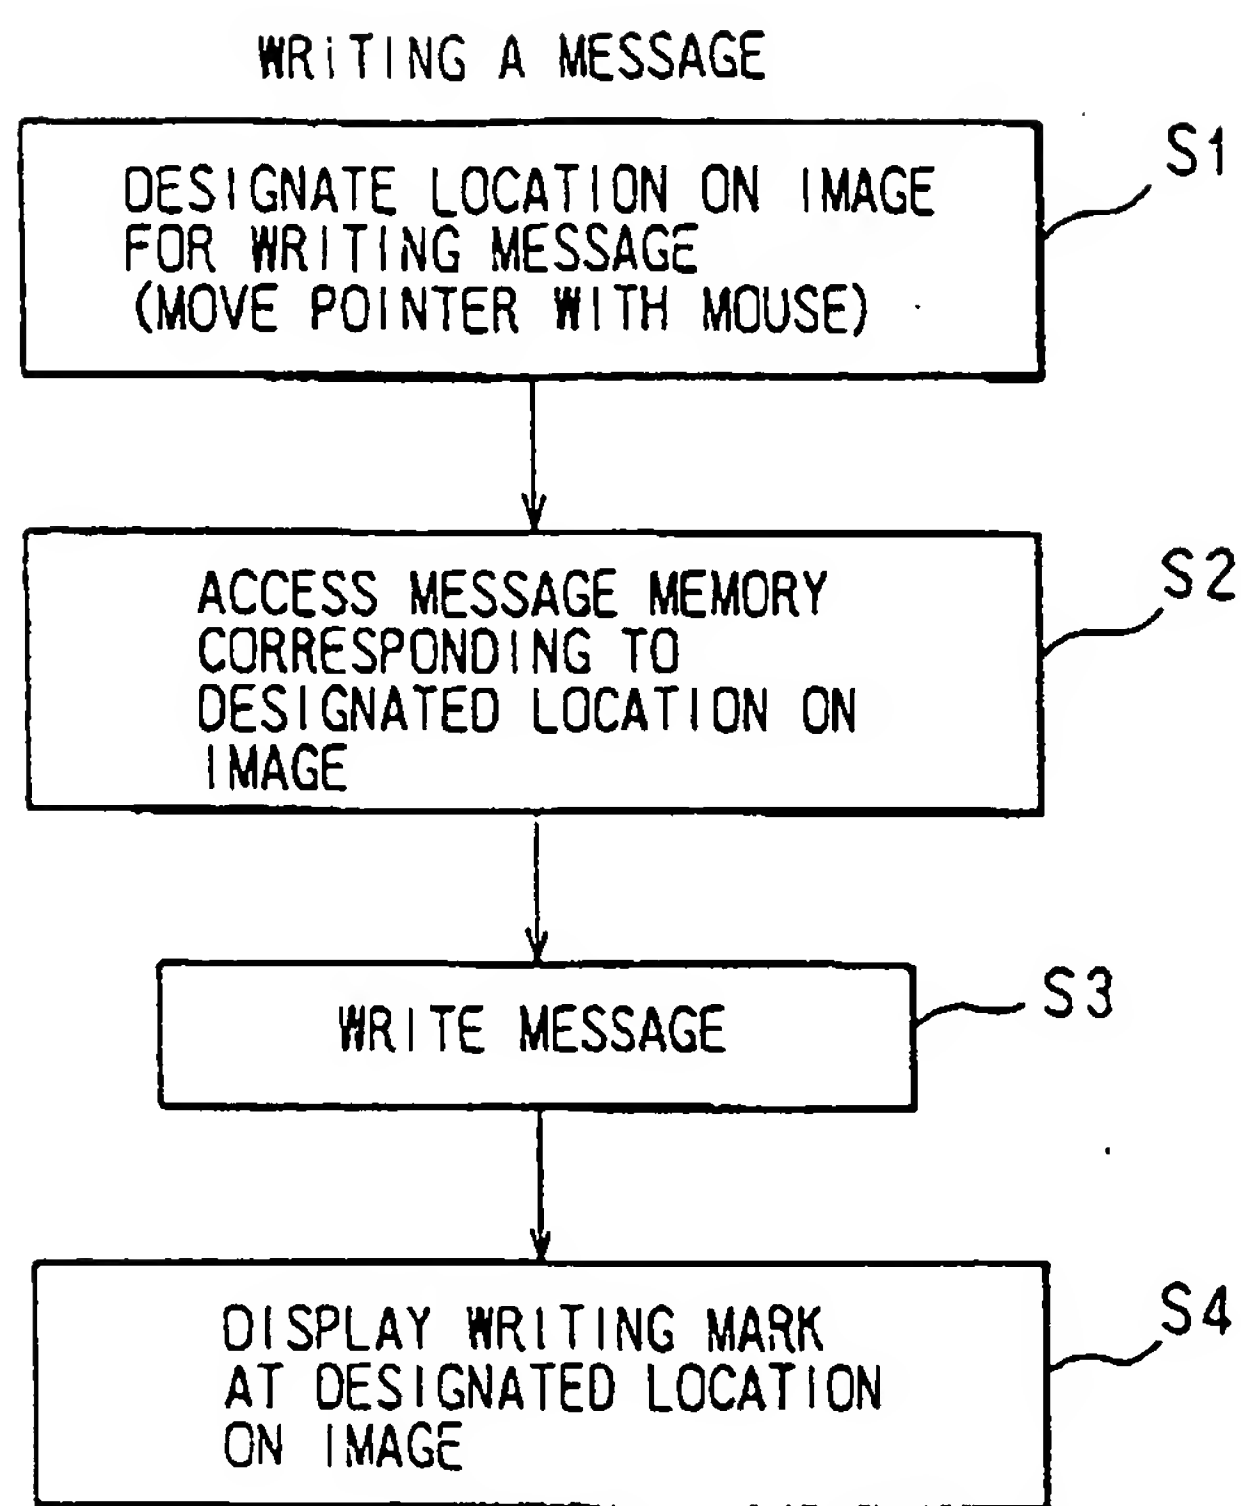 WRITING A MESSAGE
S1
DESIGNATE LOCATION ON IMAGE
FOR WRITING MESSAGE
(MOVE POINTER WITH MOUSE)
S2
ACCESS MESSAGE MEMORY
CORRESPONDING TO
DESIGNATED LOCATION ON
IMAGE
S3
WRITE MESSAGE
S4
DISPLAY WRITING MARK
AT DESIGNATED LOCATION
ON IMAGE